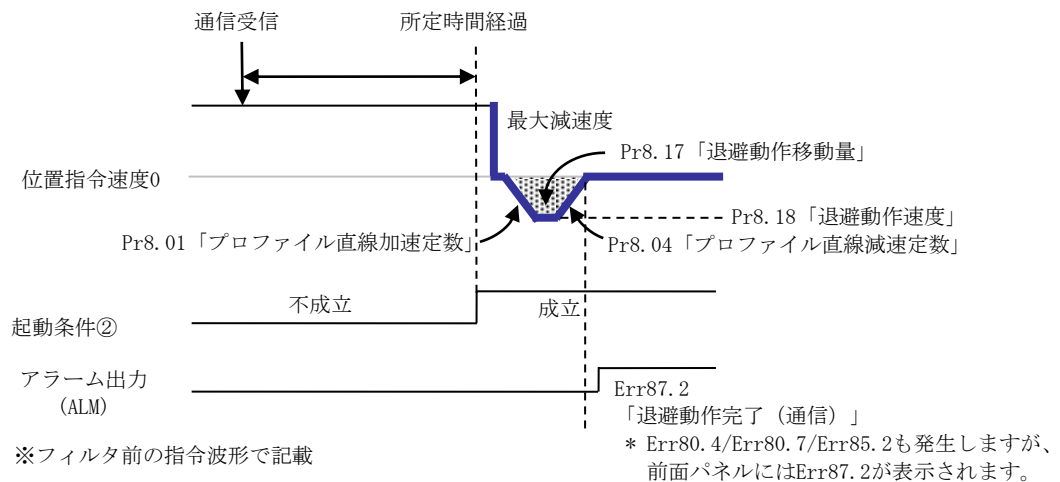 通信受信
所定時間経過
最大減速度
Pr8.17「退避動作移動量」
位置指令速度0
Pr8.18「退避動作速度」
Pr8.01「プロファイル直線加速定数」
Pr8.04「プロファイル直線減速定数」
不成立
成立
起動条件②
アラーム出力
(ALM)
Err87.2
「退避動作完了（通信）」
* Err80.4/Err80.7/Err85.2も発生しますが、
前面パネルにはErr87.2が表示されます。
※フィルタ前の指令波形で記載